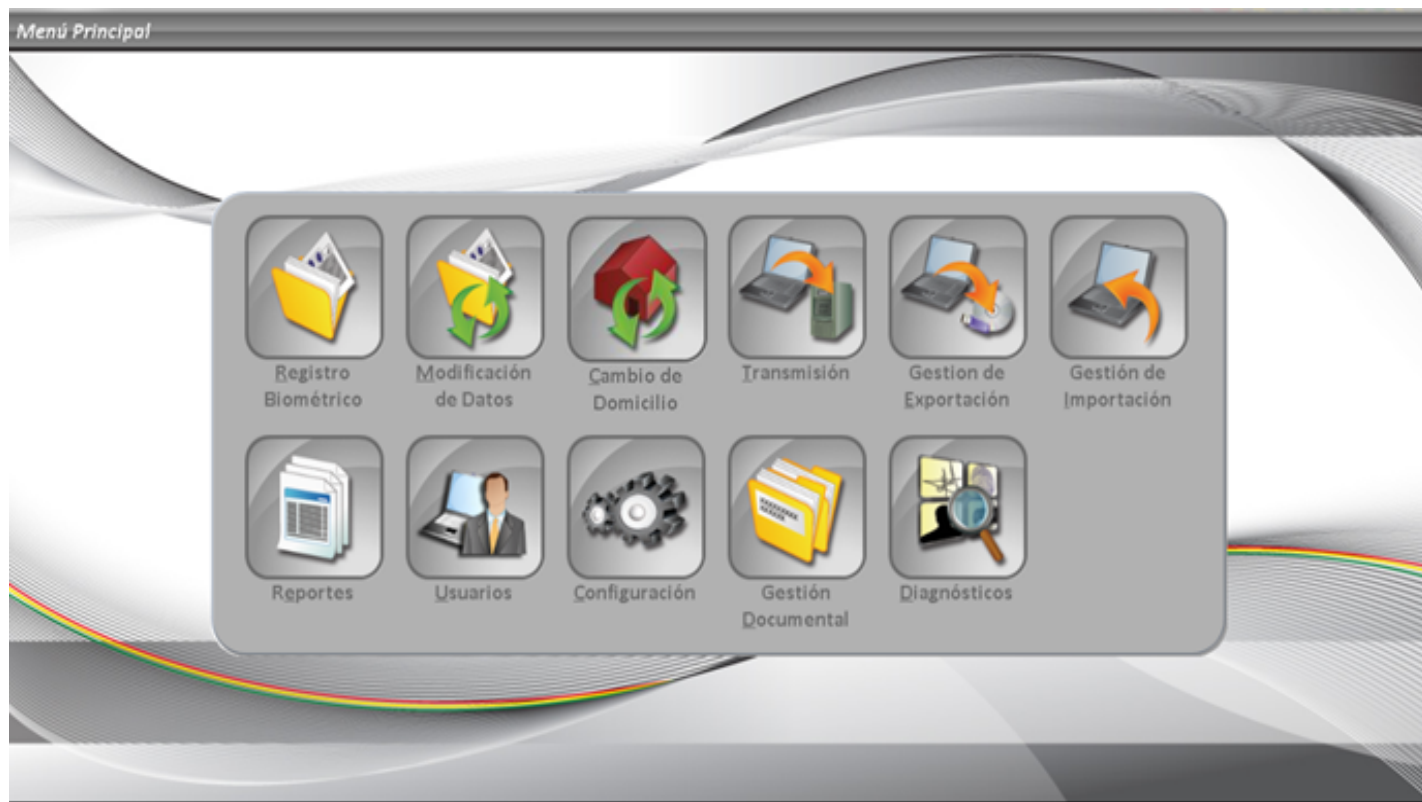 Menú Principal
Registro
Biométrico
Modificación
de Datos
Cambio de
Domicilio
Transmisión
Gestion de
Exportación
Gestión de
Importación
Reportes
Usuarios
Configuración
Gestión
Documental
Diagnósticos